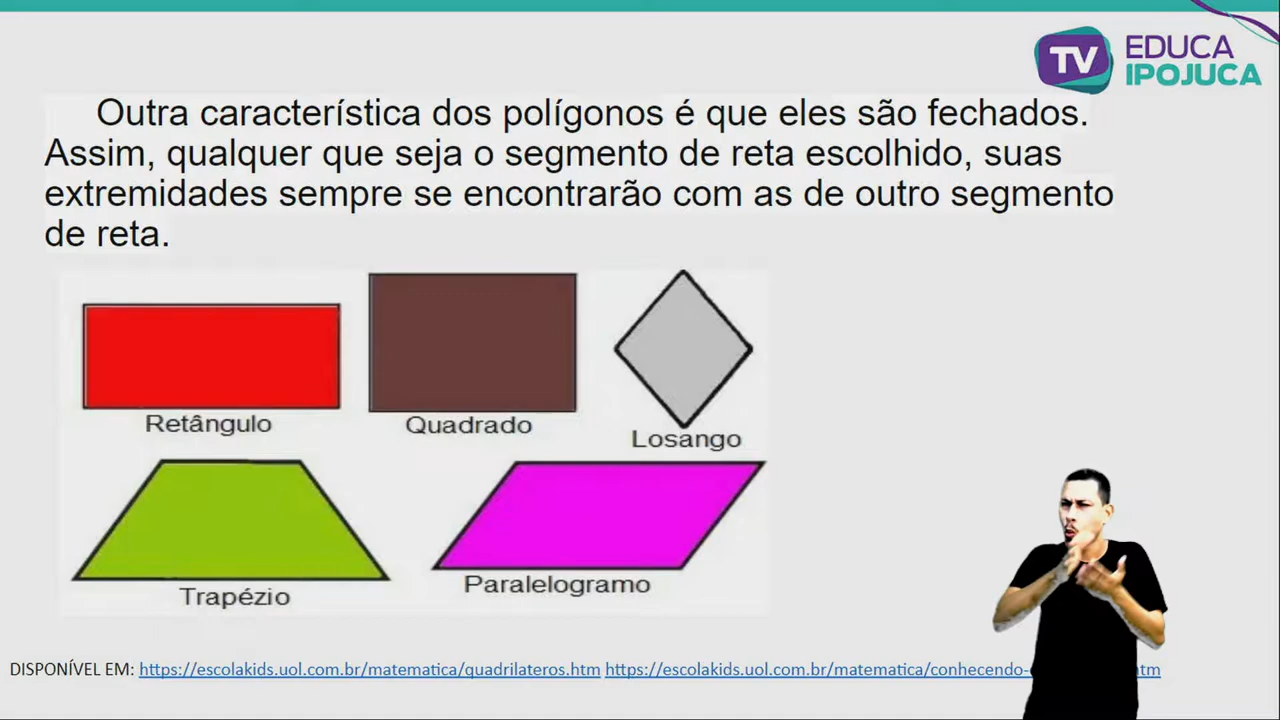 TV EDUCA
IPOJUCA
Outra característica dos polígonos é que eles são fechados.
Assim, qualquer que seja o segmento de reta escolhido, suas
extremidades sempre se encontrarão com as de outro segmento
de reta.
Retângulo
Quadrado
Losango
Trapézio
Paralelogramo
DISPONÍVEL EM: https://escolakids.uol.com.br/matematica/quadrilateros.htm https://escolakids.uol.com.br/matematica/conhecendo- tm